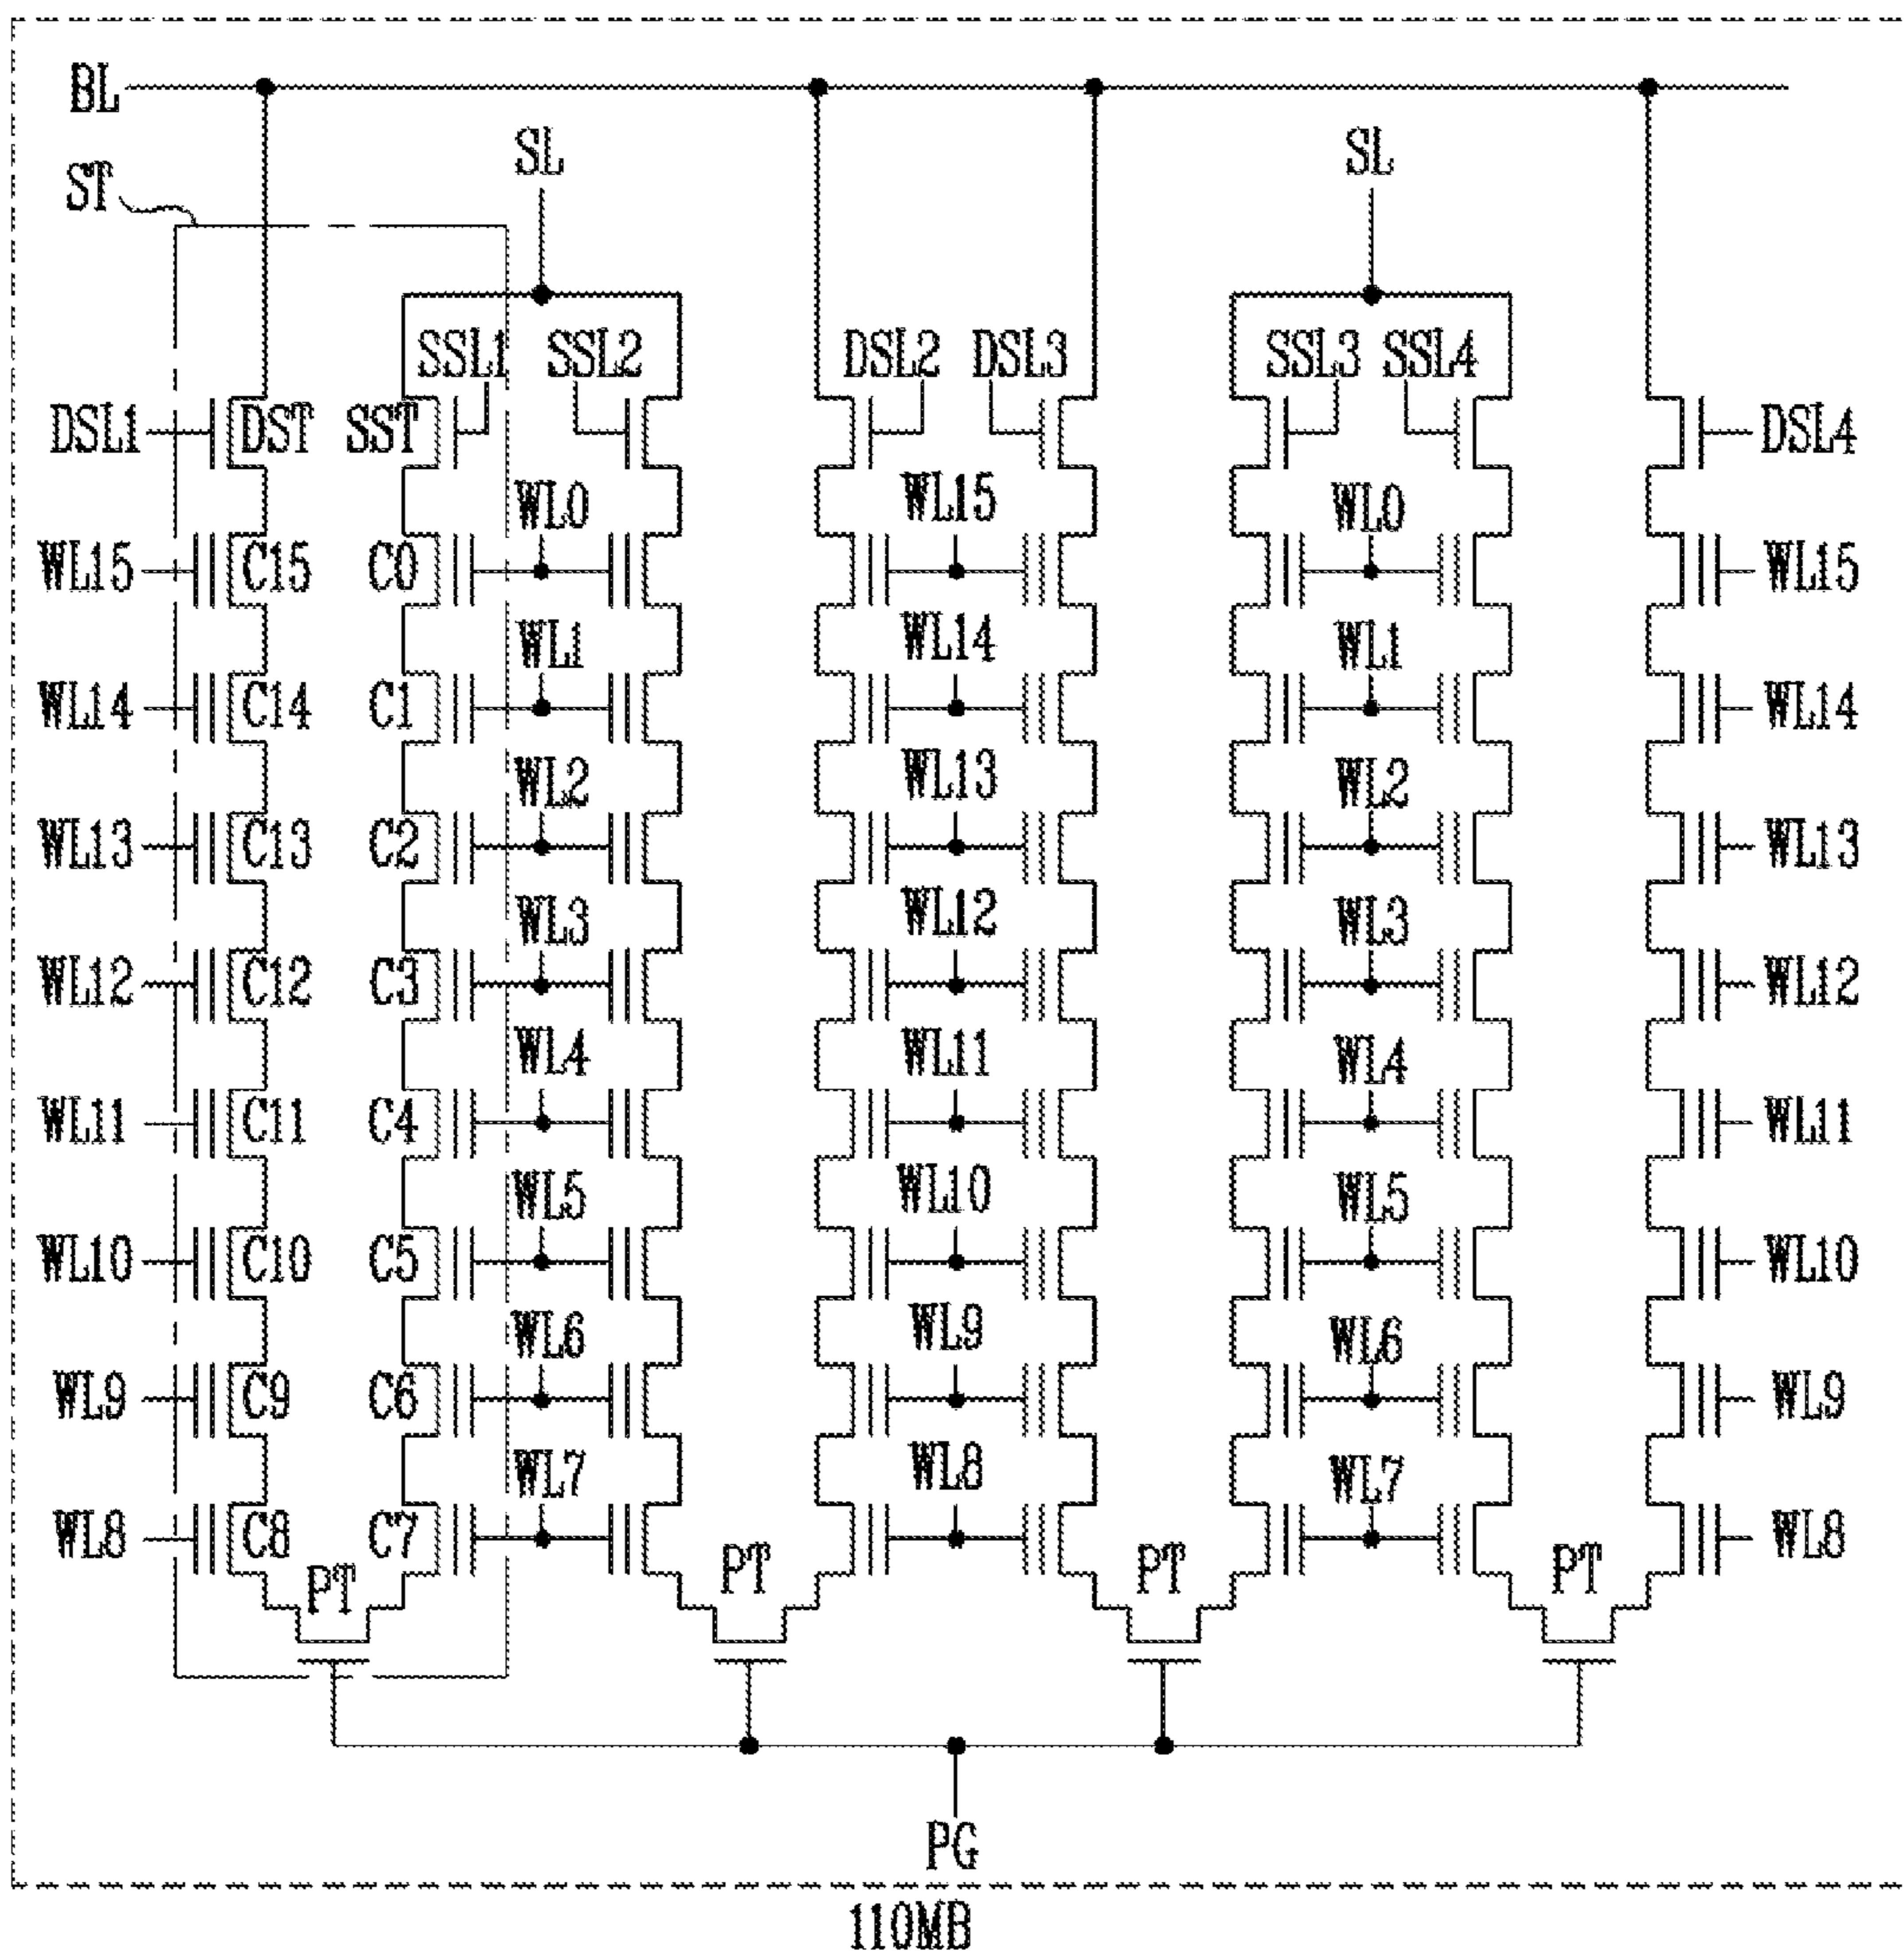 BL
ST
SL SL
SSL1 SSL2 DSL2 DSL3 SSL3 SSL4
DSL1 DST SST DSL4
WL0 WL15 WL0
WL15 C15 C0 WL15
WL1 WL14 WL1
WL14 C14 C1 WL14
WL2 WL13 WL2
WL13 C13 C2 WL13
WL3 WL12 WL3
WL12 C12 C3 WL12
WL4 WL11 WL4
WL11 C11 C4 WL11
WL5 WL10 WL5
WL10 C10 C5 WL10
WL6 WL9 WL6
WL9 C9 C6 WL9
WL7 WL8 WL7
WL8 C8 C7 WL8
PT PT PT PT
PG
110MB